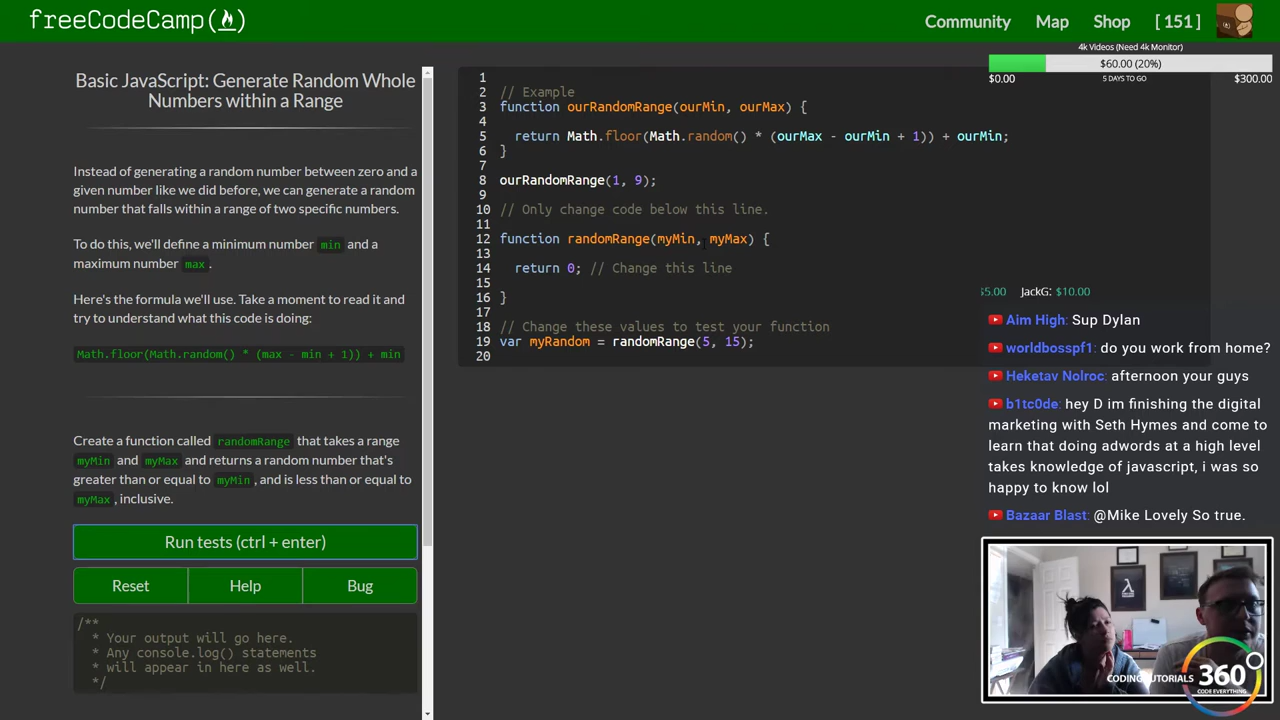 freeCodeCamp
Community
Map
Shop
[ 151 ]
4k Videos (Need 4k Monitor)
$60.00 (20%)
$0.00
5 DAYS TO GO
$300.00
Basic JavaScript: Generate Random Whole
Numbers within a Range
Instead of generating a random number between zero and a
given number like we did before, we can generate a random
number that falls within a range of two specific numbers.
To do this, we'll define a minimum number min and a
maximum number max .
Here's the formula we'll use. Take a moment to read it and
try to understand what this code is doing:
Math.floor(Math.random() * (max - min + 1)) + min
Create a function called randomRange that takes a range
myMin and myMax and returns a random number that's
greater than or equal to myMin , and is less than or equal to
myMax , inclusive.
Run tests (ctrl + enter)
Reset
Help
Bug
/**
* Your output will go here.
* Any console.log() statements
* will appear in here as well.
*/
1
2 // Example
3 function ourRandomRange(ourMin, ourMax) {
5 return Math.floor(Math.random() * (ourMax - ourMin + 1)) + ourMin;
6 }
7
8 ourRandomRange(1, 9);
9
10 // Only change code below this line.
11
12 function randomRange(myMin, myMax) {
13
14 return 0; // Change this line
15
16 }
17
18 // Change these values to test your function
19 var myRandom = randomRange(5, 15);
20
$5.00 JackG: $10.00
Aim High: Sup Dylan
worldbosspf1: do you work from home?
Heketav Nolroc: afternoon your guys
b1tc0de: hey D im finishing the digital
marketing with Seth Hymes and come to
learn that doing adwords at a high level
takes knowledge of javascript, i was so
happy to know lol
Bazaar Blast: @Mike Lovely So true.
CODING TUTORIALS 360°
CODE EVERYTHING